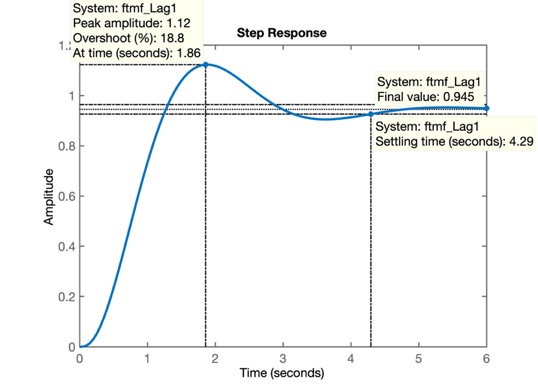 System: ftmf_Lag1
Peak amplitude: 1.12
Overshoot (%): 18.8
At time (seconds): 1.86
Step Response
System: ftmf_Lag1
Final value: 0.945
System: ftmf_Lag1
Settling time (seconds): 4.29
1
0.8
0.6
0.4
0.2
0
Amplitude
0 1 2 3 4 5 6
Time (seconds)